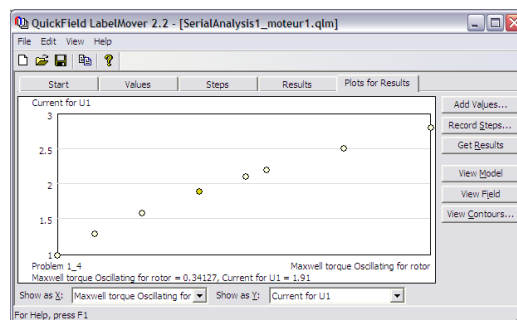 QuickField LabelMover 2.2 - [SerialAnalysis1_moteur1.qlm]
File Edit View Help
Start Values Steps Results Plots for Results
Current for U1
3
2.5
2
1.5
1
Problem 1_4 Maxwell torque Oscillating for rotor
Maxwell torque Oscillating for rotor = 0.34127, Current for U1 = 1.91
Show as X: Maxwell torque Oscillating for Show as Y: Current for U1
Add Values...
Record Steps...
Get Results
View Model
View Field
View Contours...
For Help, press F1